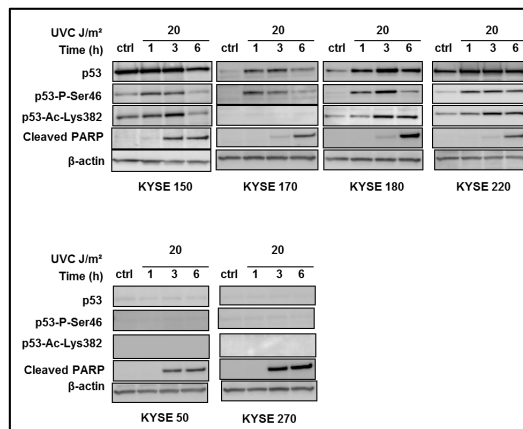 UVC J/m² 20 20 20 20
Time (h) ctrl 1 3 6 ctrl 1 3 6 ctrl 1 3 6 ctrl 1 3 6
p53
p53-P-Ser46
p53-Ac-Lys382
Cleaved PARP
β-actin
KYSE 150 KYSE 170 KYSE 180 KYSE 220
UVC J/m² 20 20
Time (h) ctrl 1 3 6 ctrl 1 3 6
p53
p53-P-Ser46
p53-Ac-Lys382
Cleaved PARP
β-actin
KYSE 50 KYSE 270